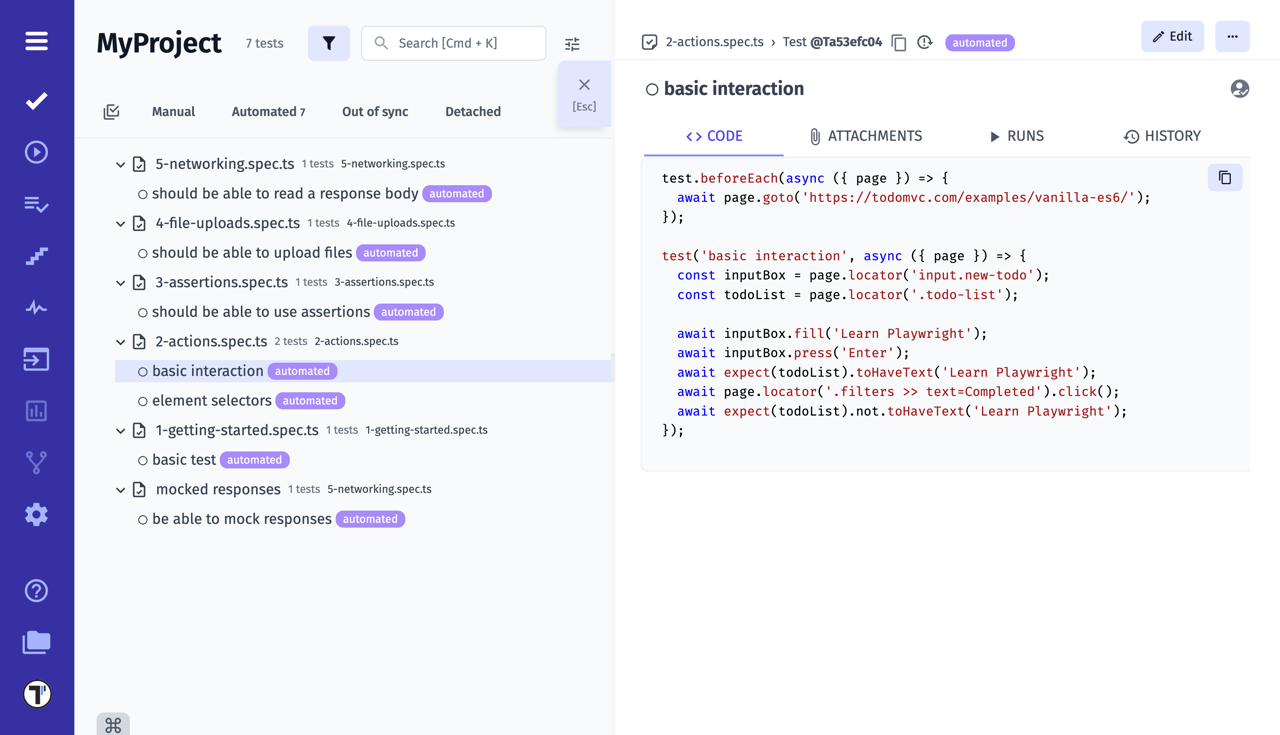 MyProject 7 tests Search [Cmd + K]
[Esc]
Manual Automated 7 Out of sync Detached
5-networking.spec.ts 1 tests 5-networking.spec.ts
should be able to read a response body automated
4-file-uploads.spec.ts 1 tests 4-file-uploads.spec.ts
should be able to upload files automated
3-assertions.spec.ts 1 tests 3-assertions.spec.ts
should be able to use assertions automated
2-actions.spec.ts 2 tests 2-actions.spec.ts
basic interaction automated
element selectors automated
1-getting-started.spec.ts 1 tests 1-getting-started.spec.ts
basic test automated
mocked responses 1 tests 5-networking.spec.ts
be able to mock responses automated
⌘
T
2-actions.spec.ts › Test @Ta53efc04 automated Edit ...
basic interaction
<> CODE ATTACHMENTS RUNS HISTORY
test.beforeEach(async ({ page }) => {
  await page.goto('https://todomvc.com/examples/vanilla-es6/');
});
test('basic interaction', async ({ page }) => {
  const inputBox = page.locator('input.new-todo');
  const todoList = page.locator('.todo-list');
  await inputBox.fill('Learn Playwright');
  await inputBox.press('Enter');
  await expect(todoList).toHaveText('Learn Playwright');
  await page.locator('.filters >> text=Completed').click();
  await expect(todoList).not.toHaveText('Learn Playwright');
});